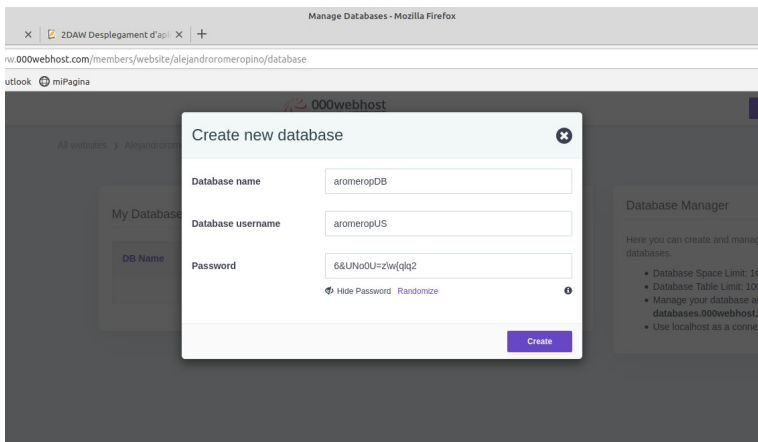 Manage Databases - Mozilla Firefox
2DAW Desplegament d'apl
000webhost.com/members/website/alejandroromeropino/database
utlook miPagina
000webhost
All websites > Alejandrorom
Create new database
Database name aromeropDB
Database username aromeropUS
Password 6&UNo0U=z\w{qlq2
Hide Password Randomize
Create
My Database
DB Name
Database Manager
Here you can create and manag
databases.
Database Space Limit: 10
Database Table Limit: 100
Manage your database a
databases.000webhost.
Use localhost as a conne